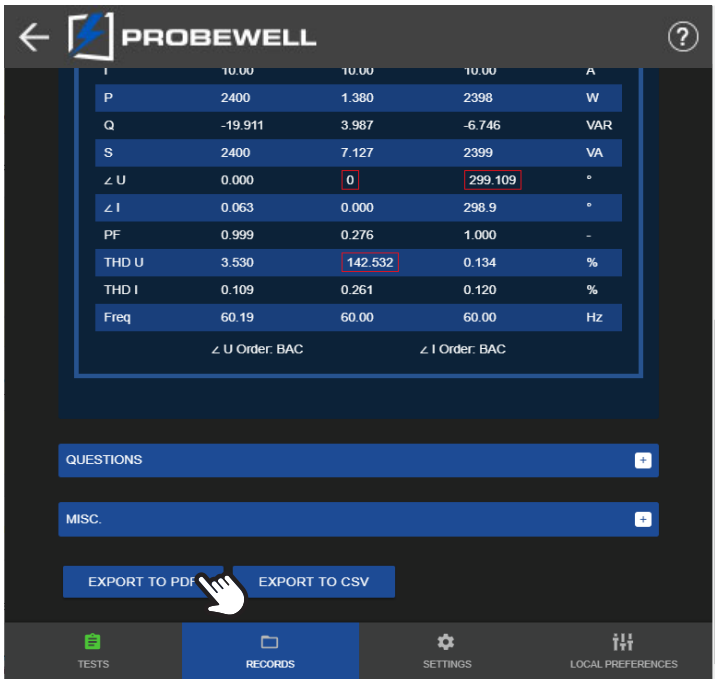 PROBEWELL
I 10.00 10.00 10.00 A
P 2400 1.380 2398 W
Q -19.911 3.987 -6.746 VAR
S 2400 7.127 2399 VA
∠ U 0.000 0 299.109 °
∠ I 0.063 0.000 298.9 °
PF 0.999 0.276 1.000 -
THD U 3.530 142.532 0.134 %
THD I 0.109 0.261 0.120 %
Freq 60.19 60.00 60.00 Hz
∠ U Order: BAC ∠ I Order: BAC
QUESTIONS
MISC.
EXPORT TO PDF EXPORT TO CSV
TESTS RECORDS SETTINGS LOCAL PREFERENCES